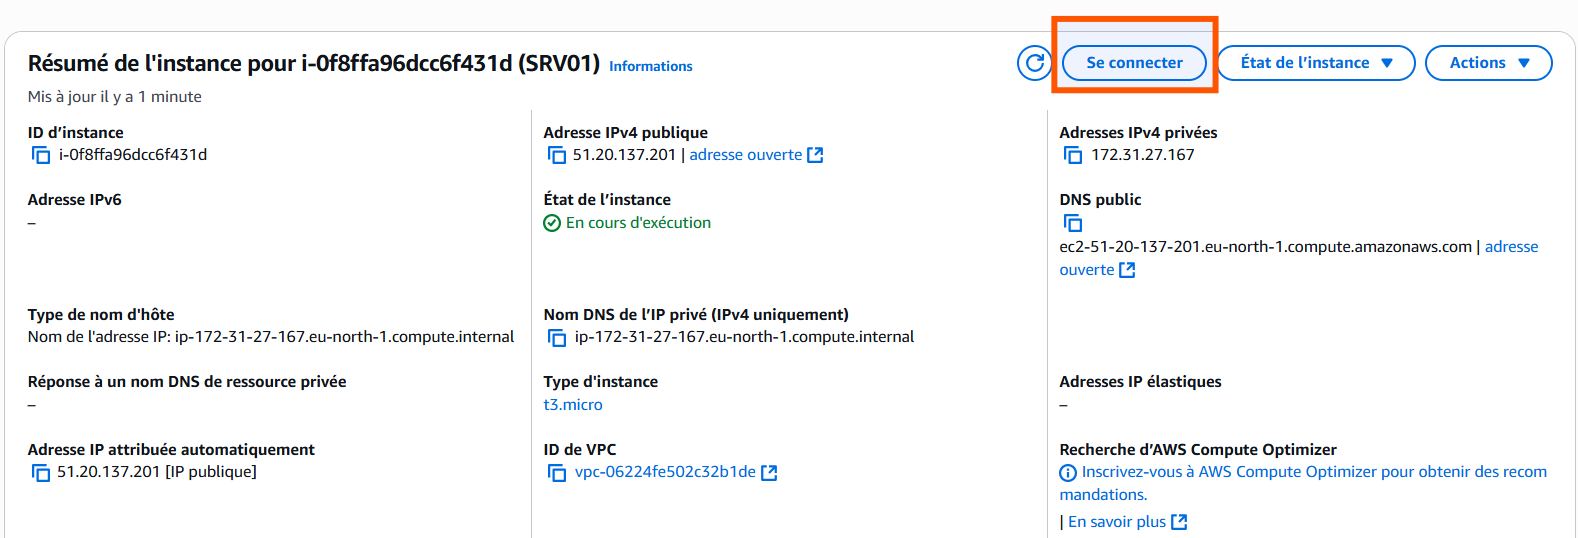 Résumé de l'instance pour i-0f8ffa96dcc6f431d (SRV01) Informations
Se connecter
État de l’instance
Actions
Mis à jour il y a 1 minute
ID d’instance
i-0f8ffa96dcc6f431d
Adresse IPv4 publique
51.20.137.201 | adresse ouverte
Adresses IPv4 privées
172.31.27.167
Adresse IPv6
–
État de l’instance
En cours d'exécution
DNS public
ec2-51-20-137-201.eu-north-1.compute.amazonaws.com | adresse
ouverte
Type de nom d'hôte
Nom de l'adresse IP: ip-172-31-27-167.eu-north-1.compute.internal
Nom DNS de l’IP privé (IPv4 uniquement)
ip-172-31-27-167.eu-north-1.compute.internal
Réponse à un nom DNS de ressource privée
–
Type d'instance
t3.micro
Adresses IP élastiques
–
Adresse IP attribuée automatiquement
51.20.137.201 [IP publique]
ID de VPC
vpc-06224fe502c32b1de
Recherche d’AWS Compute Optimizer
Inscrivez-vous à AWS Compute Optimizer pour obtenir des recom
mandations.
| En savoir plus